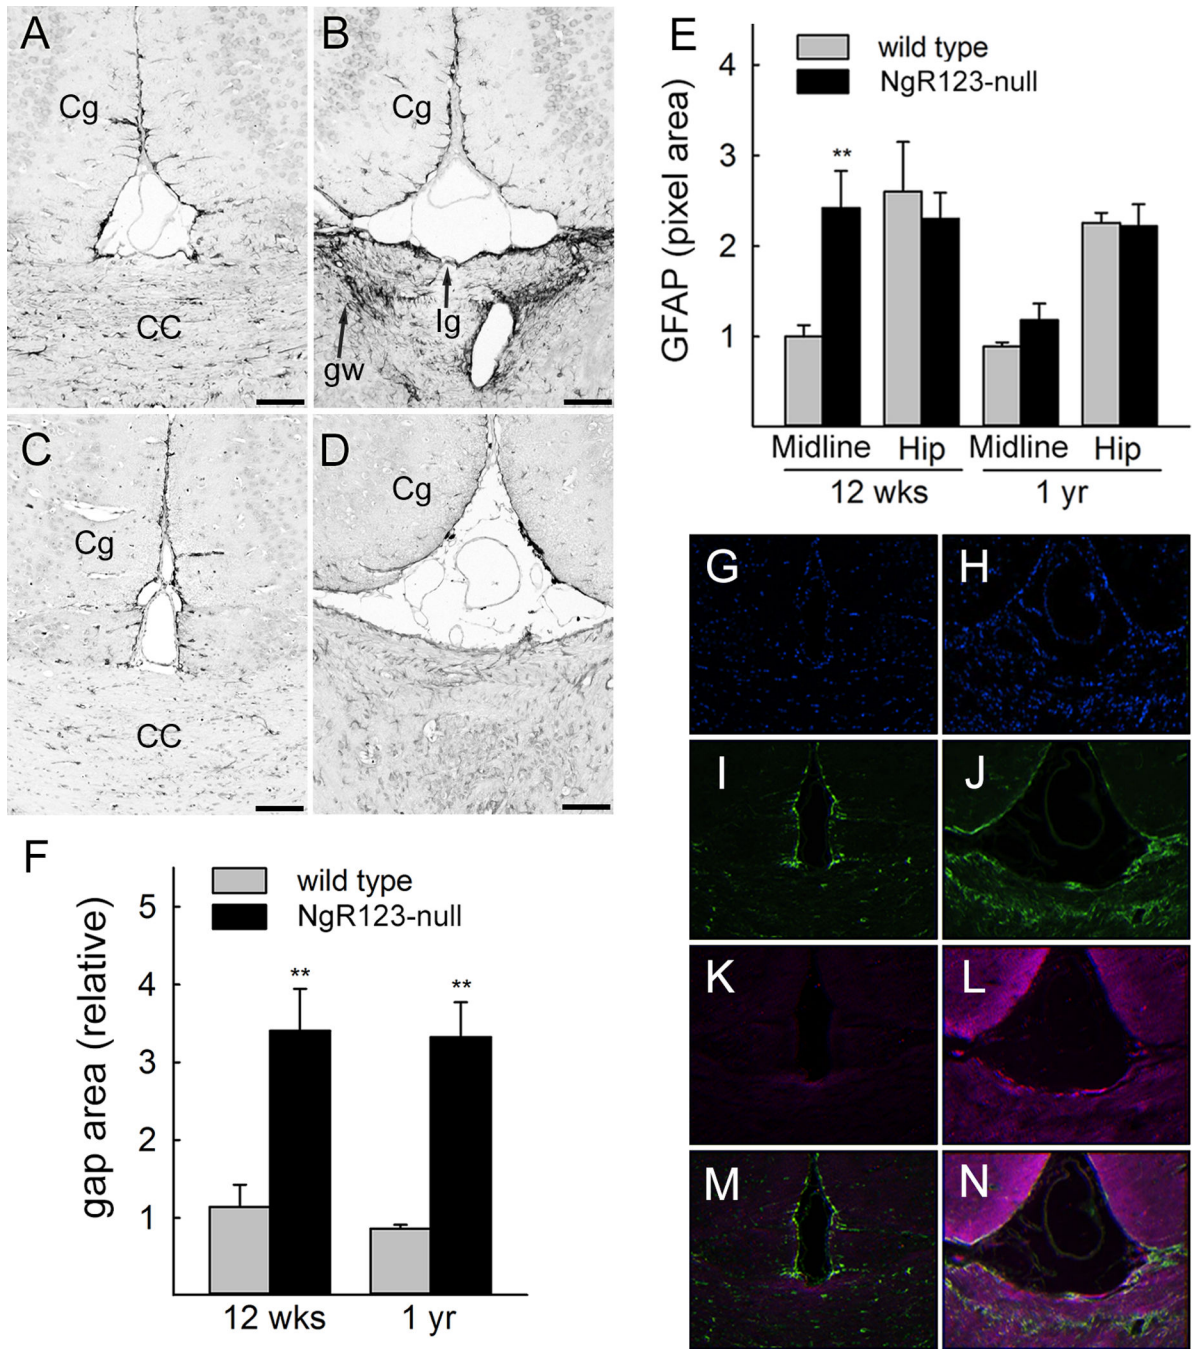 A
Cg
CC
B
Cg
Ig
gw
C
Cg
CC
D
Cg
E
wild type
NgR123-null
GFAP (pixel area)
4
3
2
1
**
Midline Hip Midline Hip
12 wks 1 yr
F
wild type
NgR123-null
gap area (relative)
5
4
3
2
1
** **
12 wks 1 yr
G
H
I
J
K
L
M
N